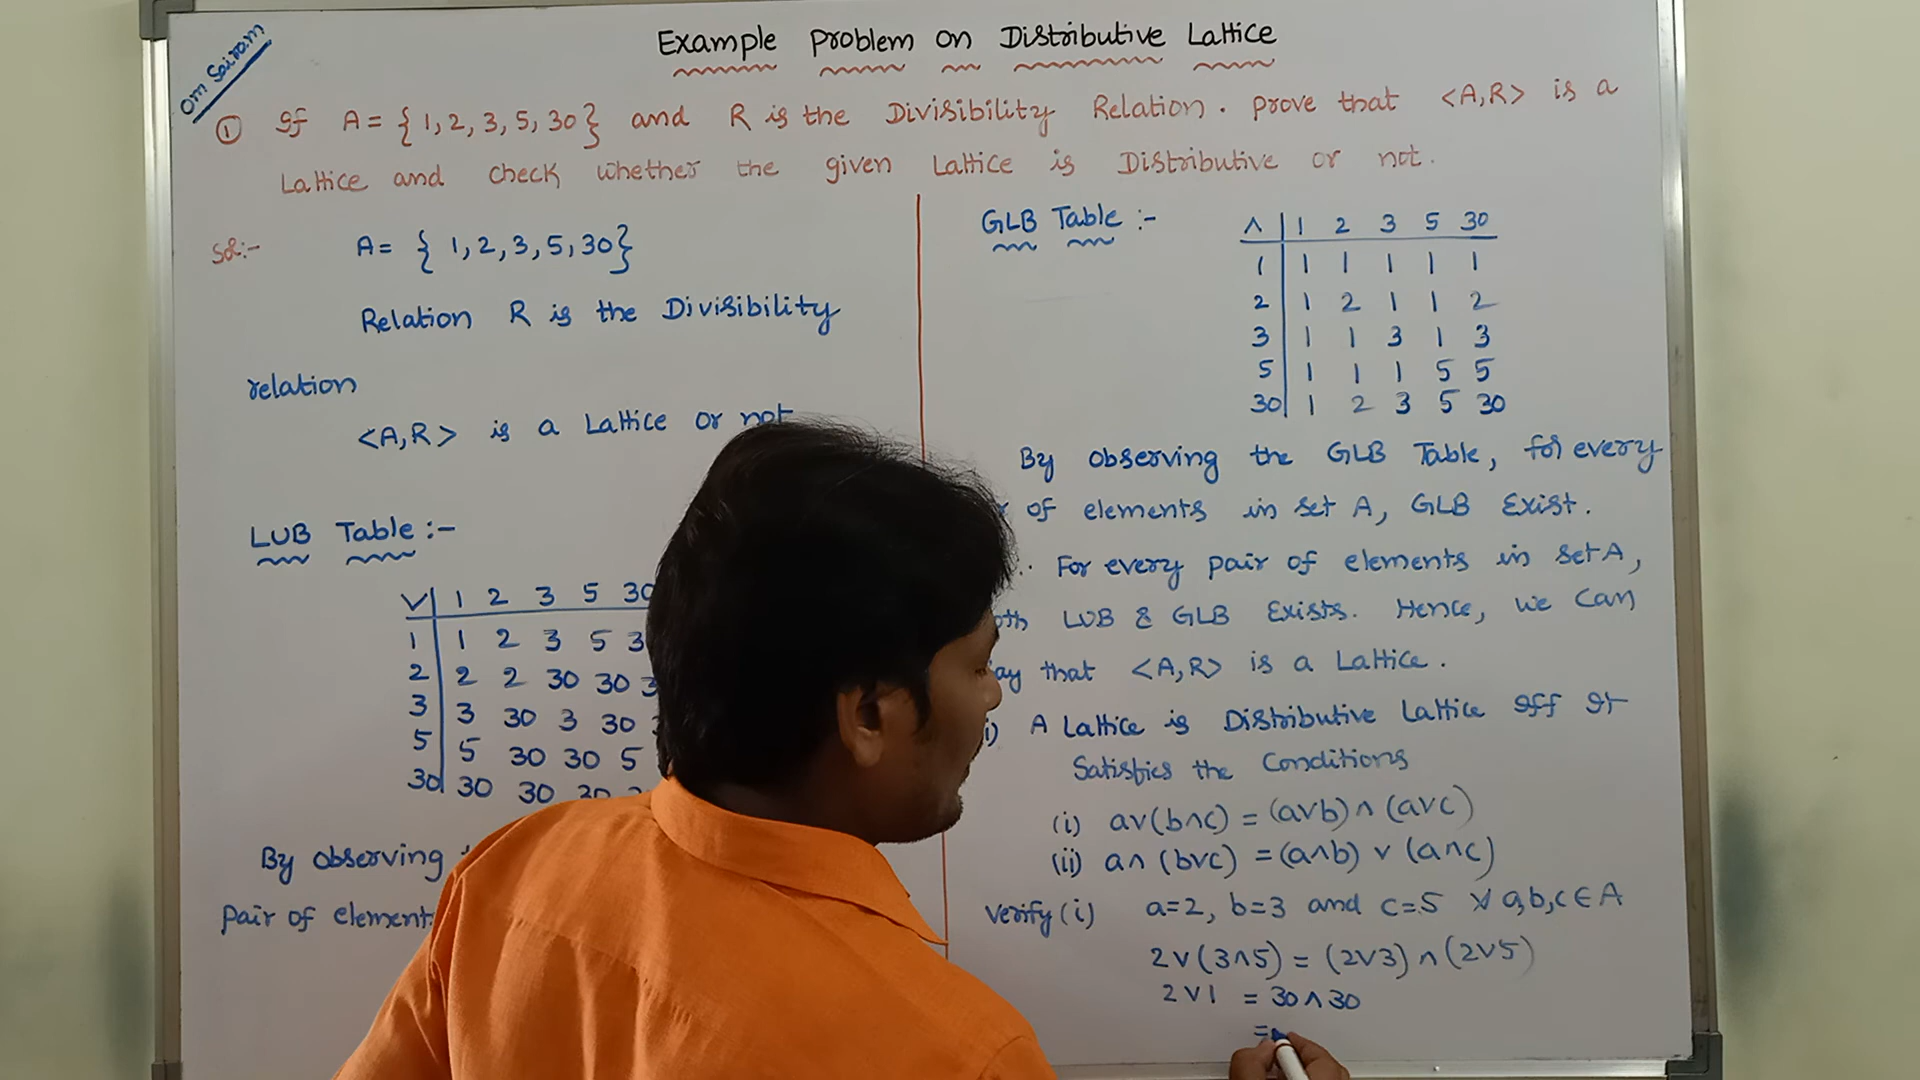 Om Sairam
Example Problem on Distributive Lattice
① If A = { 1, 2, 3, 5, 30 } and R is the Divisibility Relation. Prove that <A,R> is a
Lattice and check whether the given Lattice is Distributive or not.
Sol:-
A = { 1, 2, 3, 5, 30 }
Relation R is the Divisibility
relation
<A,R> is a Lattice or not
LUB Table :-
∨ 1 2 3 5 30
1 1 2 3 5
2 2 2 30 30
3 3 30 3 30
5 5 30 30 5
30 30 30 30
By observing
pair of element
GLB Table :-
∧ 1 2 3 5 30
1 1 1 1 1 1
2 1 2 1 1 2
3 1 1 3 1 3
5 1 1 1 5 5
30 1 2 3 5 30
By observing the GLB Table, for every
of elements in set A, GLB Exist.
For every pair of elements in set A,
LUB & GLB Exists. Hence, we can
that <A,R> is a Lattice.
i) A Lattice is Distributive Lattice Iff It
Satisfies the Conditions
(i) a∨(b∧c) = (a∨b)∧(a∨c)
(ii) a∧(b∨c) = (a∧b)∨(a∧c)
Verify (i) a=2, b=3 and c=5 ∀ a,b,c ∈ A
2∨(3∧5) = (2∨3)∧(2∨5)
2∨1 = 30∧30
=